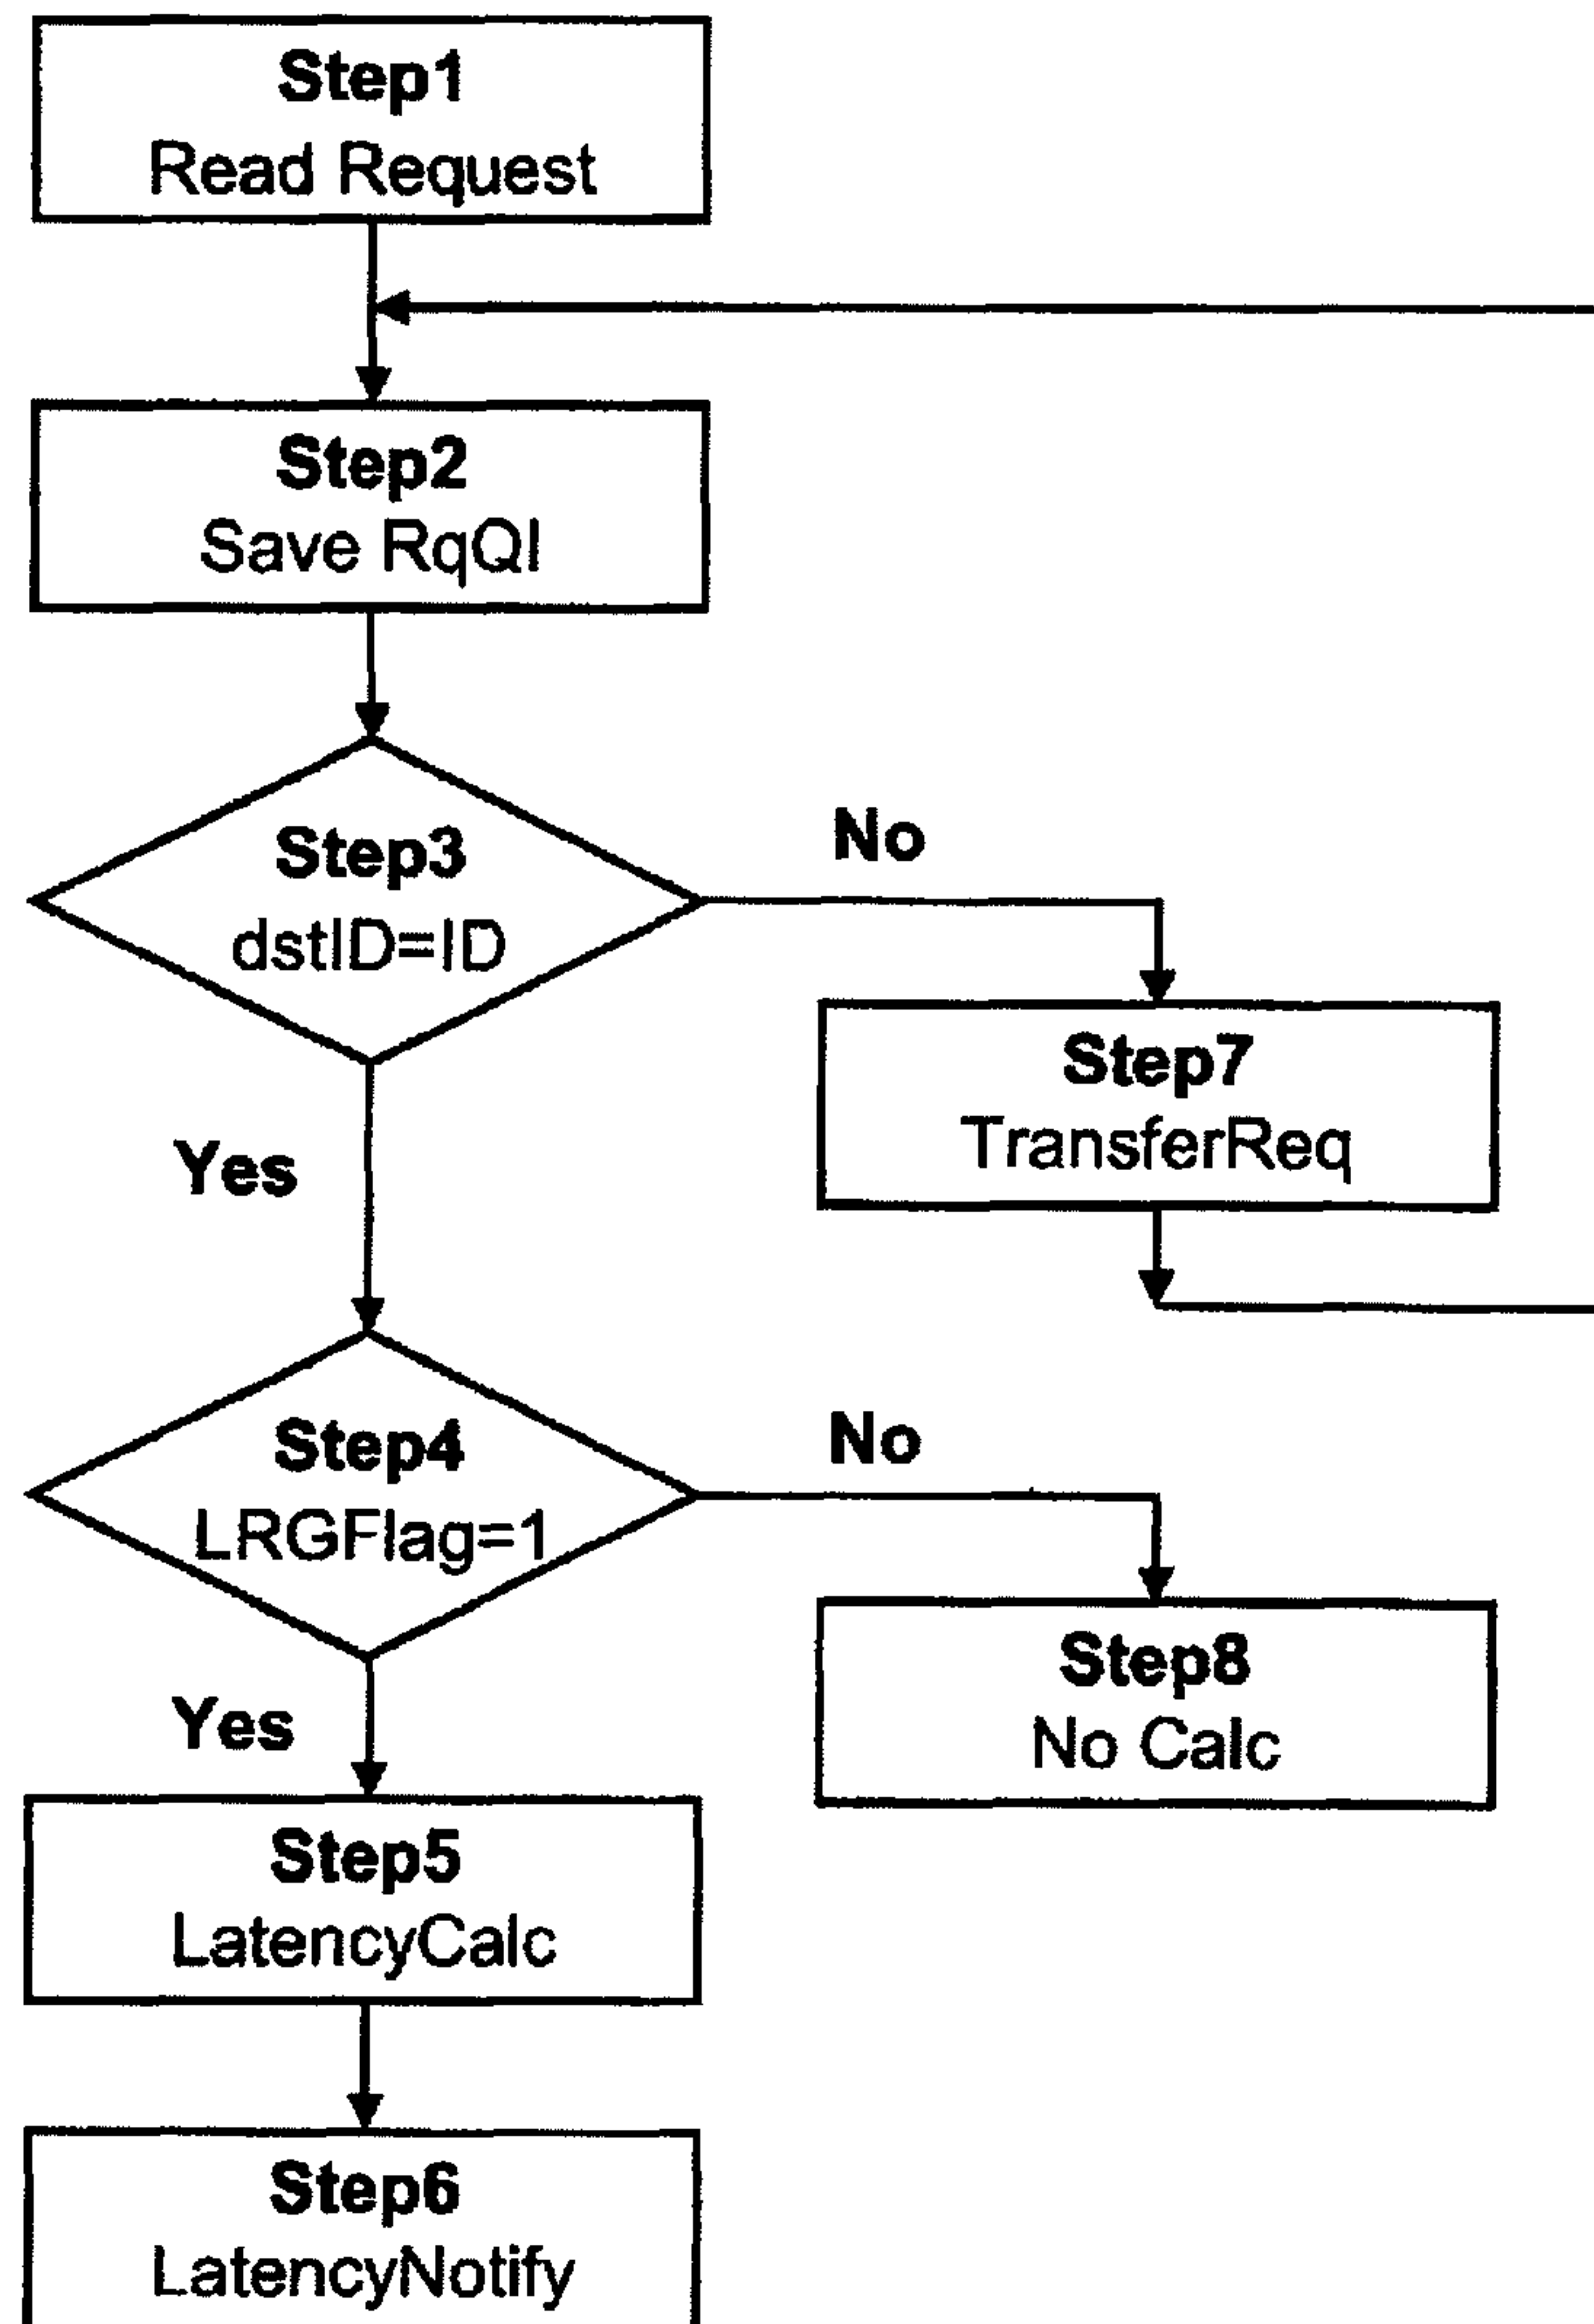 Step1
Read Request
Step2
Save RqQI
Step3
dstID=ID
No
Step7
TransferReq
Yes
Step4
LRGFlag=1
No
Step8
No Calc
Yes
Step5
LatencyCalc
Step6
LatencyNotify